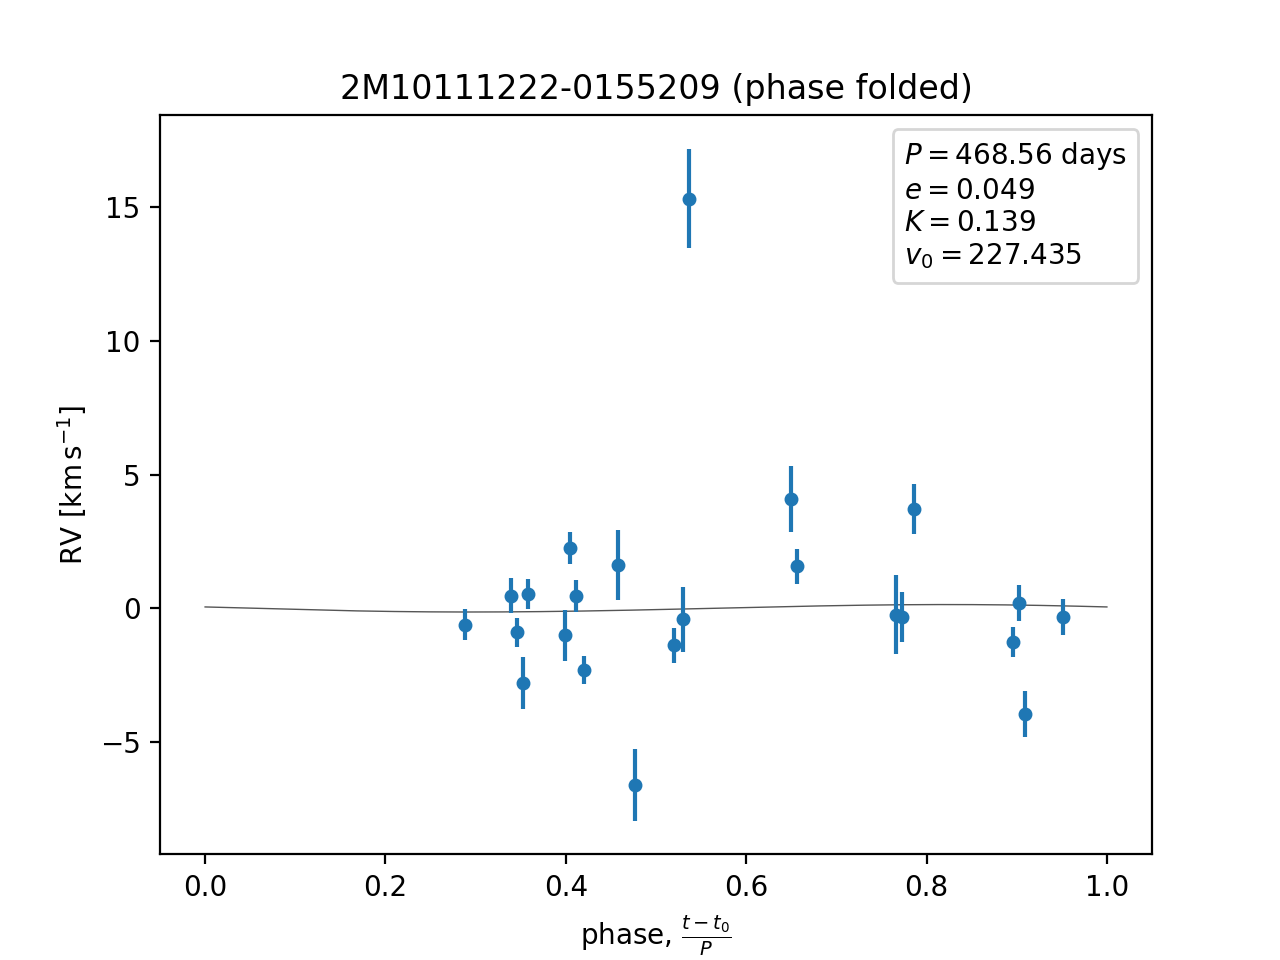 2M10111222-0155209 (phase folded)
P = 468.56 days
e = 0.049
K = 0.139
v₀ = 227.435
15
10
5
0
−5
RV [km s⁻¹]
0.0 0.2 0.4 0.6 0.8 1.0
phase, (t − t₀)/P